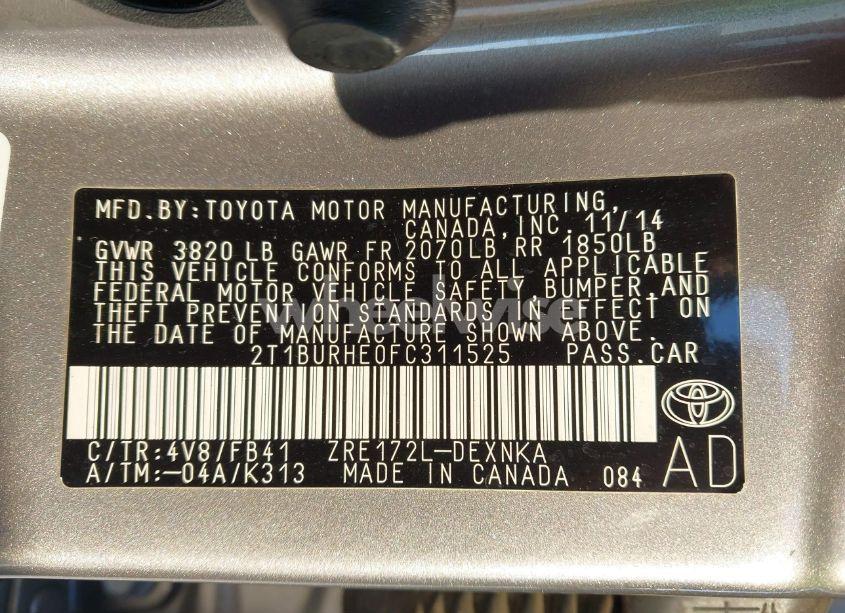 MFD.BY:TOYOTA MOTOR MANUFACTURING,
CANADA, INC. 11/14
GVWR 3820 LB GAWR FR 2070LB RR 1850LB
THIS VEHICLE CONFORMS TO ALL APPLICABLE
FEDERAL MOTOR VEHICLE SAFETY, BUMPER, AND
THEFT PREVENTION STANDARDS IN EFFECT ON
THE DATE OF MANUFACTURE SHOWN ABOVE.
wheelwise
2T1BURHE0FC311525 PASS.CAR
C/TR:4V8/FB41 ZRE172L-DEXNKA
A/TM:-04A/K313 MADE IN CANADA 084
AD